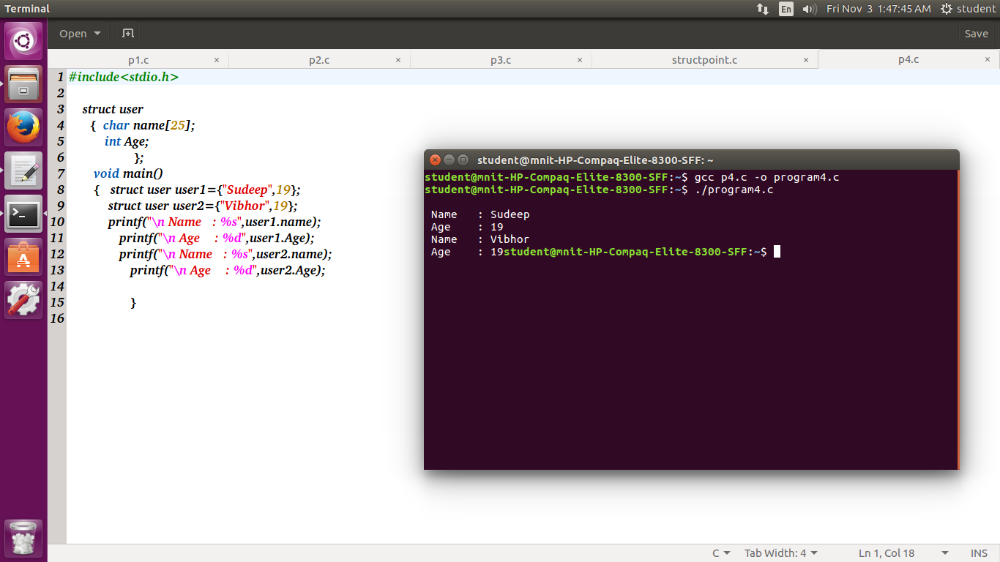 Terminal
En
Fri Nov 3 1:47:45 AM
student
Open
Save
p1.c
p2.c
p3.c
structpoint.c
p4.c
1 #include<stdio.h>
2
3 struct user
4 { char name[25];
5 int Age;
6 };
7 void main()
8 { struct user user1={"Sudeep",19};
9 struct user user2={"Vibhor",19};
10 printf("\n Name : %s",user1.name);
11 printf("\n Age : %d",user1.Age);
12 printf("\n Name : %s",user2.name);
13 printf("\n Age : %d",user2.Age);
14
15 }
16
student@mnit-HP-Compaq-Elite-8300-SFF: ~
student@mnit-HP-Compaq-Elite-8300-SFF:~$ gcc p4.c -o program4.c
student@mnit-HP-Compaq-Elite-8300-SFF:~$ ./program4.c
Name : Sudeep
Age : 19
Name : Vibhor
Age : 19student@mnit-HP-Compaq-Elite-8300-SFF:~$
C
Tab Width: 4
Ln 1, Col 18
INS